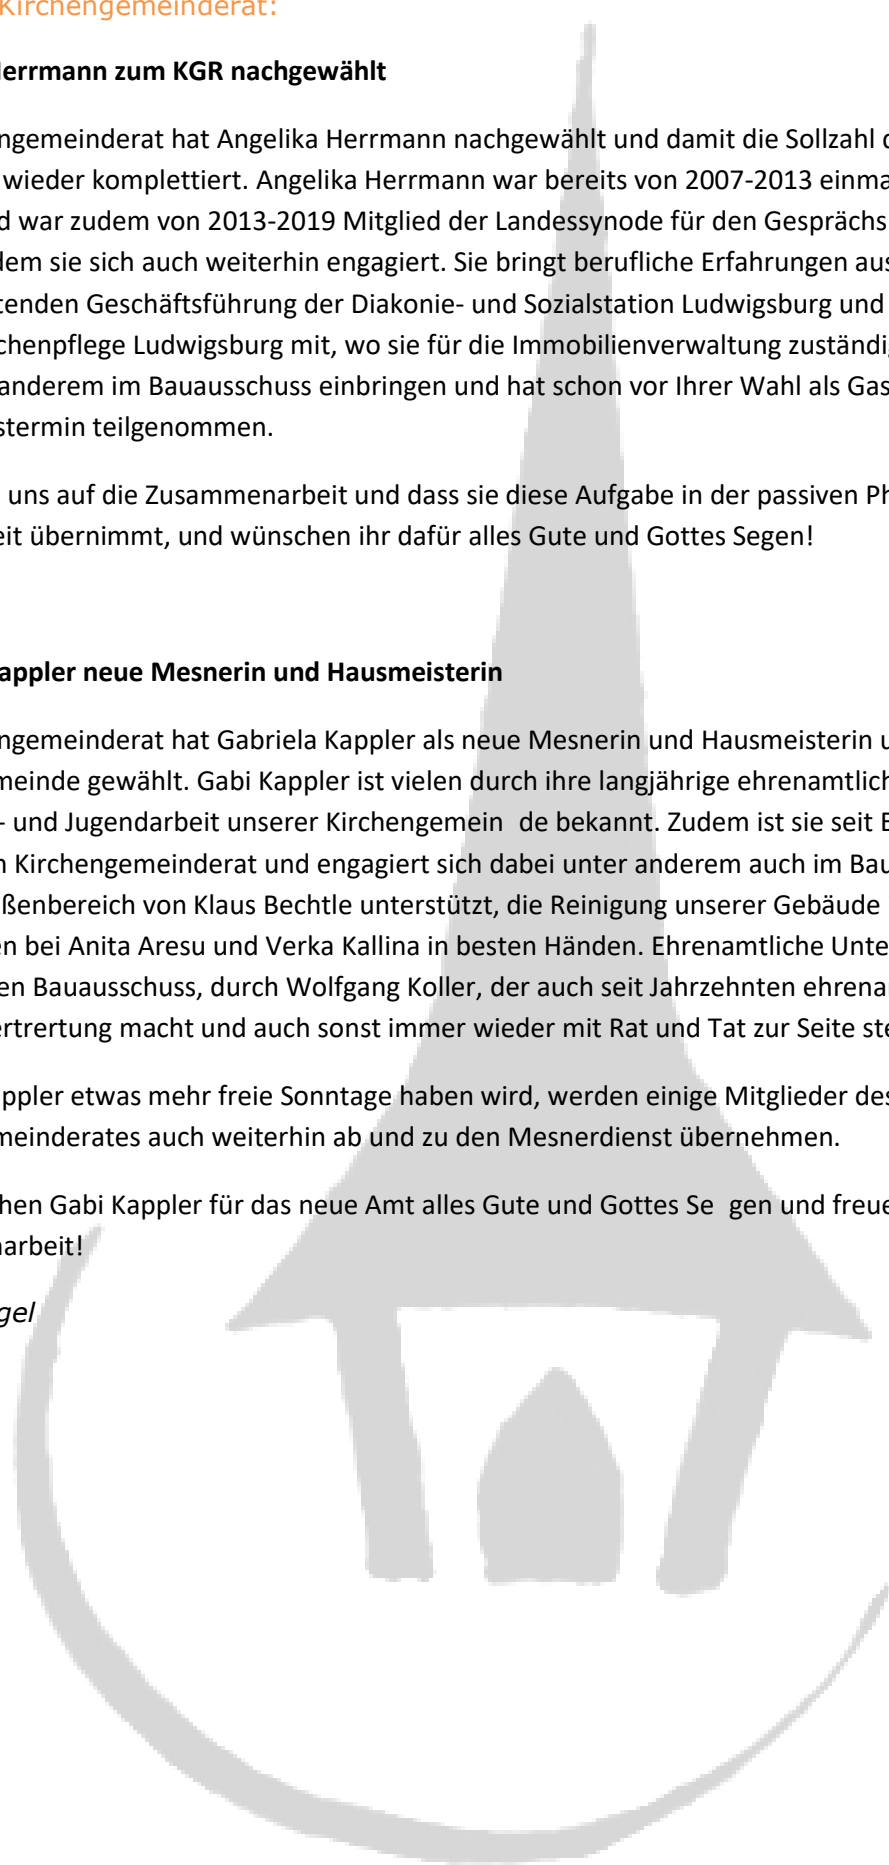 Kirchengemeinderat:
Herrmann zum KGR nachgewählt
ngemeinderat hat Angelika Herrmann nachgewählt und damit die Sollzahl
wieder komplettiert. Angelika Herrmann war bereits von 2007-2013 einma
d war zudem von 2013-2019 Mitglied der Landessynode für den Gesprächs
dem sie sich auch weiterhin engagiert. Sie bringt berufliche Erfahrungen aus
tenden Geschäftsführung der Diakonie- und Sozialstation Ludwigsburg und
chenpflege Ludwigsburg mit, wo sie für die Immobilienverwaltung zuständig
anderem im Bauausschuss einbringen und hat schon vor Ihrer Wahl als Gas
stermin teilgenommen.
uns auf die Zusammenarbeit und dass sie diese Aufgabe in der passiven Ph
eit übernimmt, und wünschen ihr dafür alles Gute und Gottes Segen!
appler neue Mesnerin und Hausmeisterin
ngemeinderat hat Gabriela Kappler als neue Mesnerin und Hausmeisterin u
meinde gewählt. Gabi Kappler ist vielen durch ihre langjährige ehrenamtlich
- und Jugendarbeit unserer Kirchengemein de bekannt. Zudem ist sie seit
n Kirchengemeinderat und engagiert sich dabei unter anderem auch im Bau
ußenbereich von Klaus Bechtle unterstützt, die Reinigung unserer Gebäude
en bei Anita Aresu und Verka Kallina in besten Händen. Ehrenamtliche Unte
en Bauausschuss, durch Wolfgang Koller, der auch seit Jahrzehnten ehrena
ertrertung macht und auch sonst immer wieder mit Rat und Tat zur Seite ste
ppler etwas mehr freie Sonntage haben wird, werden einige Mitglieder des
meinderates auch weiterhin ab und zu den Mesnerdienst übernehmen.
chen Gabi Kappler für das neue Amt alles Gute und Gottes Se gen und freue
arbeit!
gel